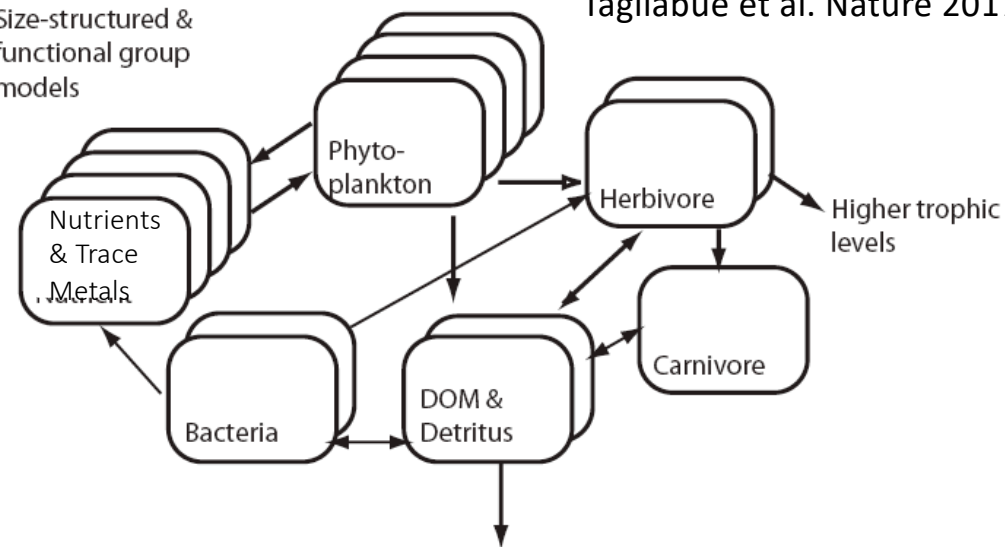 Size-structured &
functional group
models
Tagliabue et al. Nature 201
Phyto-
plankton
Herbivore
Higher trophic
levels
Nutrients
& Trace
Metals
Carnivore
Bacteria
DOM &
Detritus